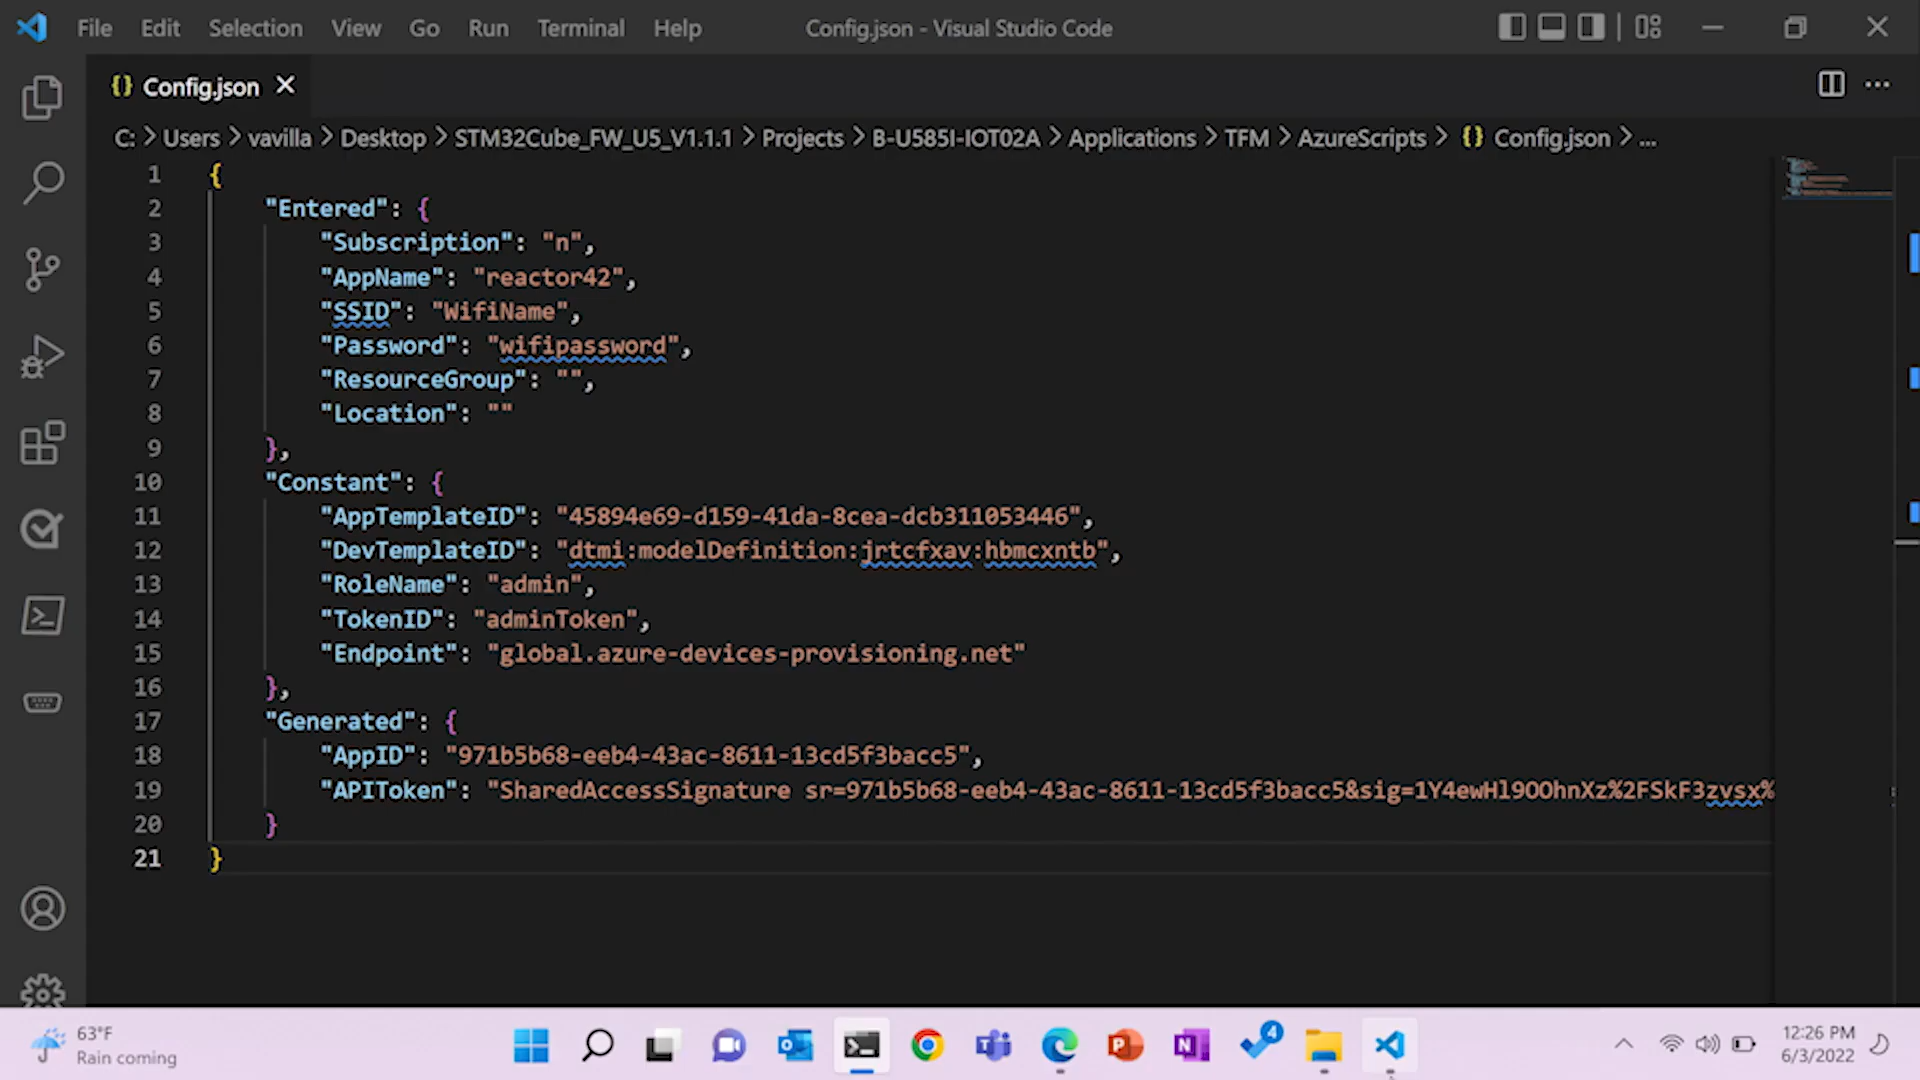 File Edit Selection View Go Run Terminal Help Config.json - Visual Studio Code
{} Config.json
C: > Users > vavilla > Desktop > STM32Cube_FW_U5_V1.1.1 > Projects > B-U585I-IOT02A > Applications > TFM > AzureScripts > {} Config.json > ...
1 {
2 "Entered": {
3 "Subscription": "n",
4 "AppName": "reactor42",
5 "SSID": "WifiName",
6 "Password": "wifipassword",
7 "ResourceGroup": "",
8 "Location": ""
9 },
10 "Constant": {
11 "AppTemplateID": "45894e69-d159-41da-8cea-dcb311053446",
12 "DevTemplateID": "dtmi:modelDefinition:jrtcfxav:hbmcxntb",
13 "RoleName": "admin",
14 "TokenID": "adminToken",
15 "Endpoint": "global.azure-devices-provisioning.net"
16 },
17 "Generated": {
18 "AppID": "971b5b68-eeb4-43ac-8611-13cd5f3bacc5",
19 "APIToken": "SharedAccessSignature sr=971b5b68-eeb4-43ac-8611-13cd5f3bacc5&sig=1Y4ewHl9OOhnXz%2FSkF3zvsx%
20 }
21 }
63°F
Rain coming
4
12:26 PM
6/3/2022